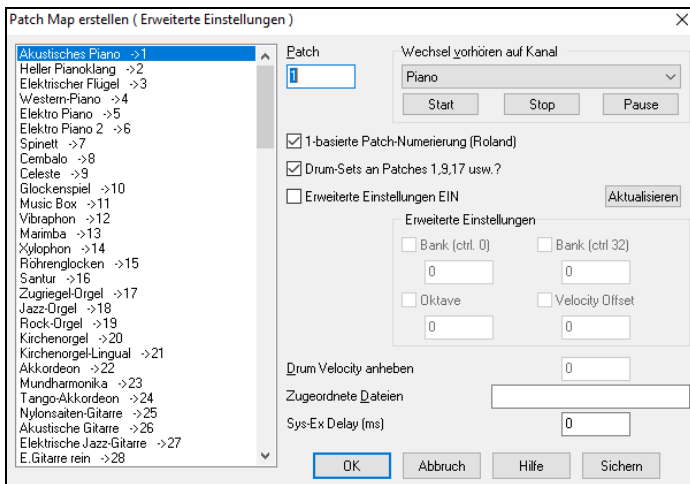 Patch Map erstellen ( Erweiterte Einstellungen )
Akustisches Piano ->1
Heller Pianoklang ->2
Elektrischer Flügel ->3
Western-Piano ->4
Elektro Piano ->5
Elektro Piano 2 ->6
Spinett ->7
Cembalo ->8
Celeste ->9
Glockenspiel ->10
Music Box ->11
Vibraphon ->12
Marimba ->13
Xylophon ->14
Röhrenglocken ->15
Santur ->16
Zugriegel-Orgel ->17
Jazz-Orgel ->18
Rock-Orgel ->19
Kirchenorgel ->20
Kirchenorgel-Lingual ->21
Akkordeon ->22
Mundharmonika ->23
Tango-Akkordeon ->24
Nylonsaiten-Gitarre ->25
Akustische Gitarre ->26
Elektrische Jazz-Gitarre ->27
E.Gitarre rein ->28
Patch
1
Wechsel vorhören auf Kanal
Piano
Start Stop Pause
1-basierte Patch-Numerierung (Roland)
Drum-Sets an Patches 1,9,17 usw.?
Erweiterte Einstellungen EIN Aktualisieren
Erweiterte Einstellungen
Bank (ctrl. 0) Bank (ctrl 32)
0 0
Oktave Velocity Offset
0 0
Drum Velocity anheben 0
Zugeordnete Dateien
Sys-Ex Delay (ms) 0
OK Abbruch Hilfe Sichern